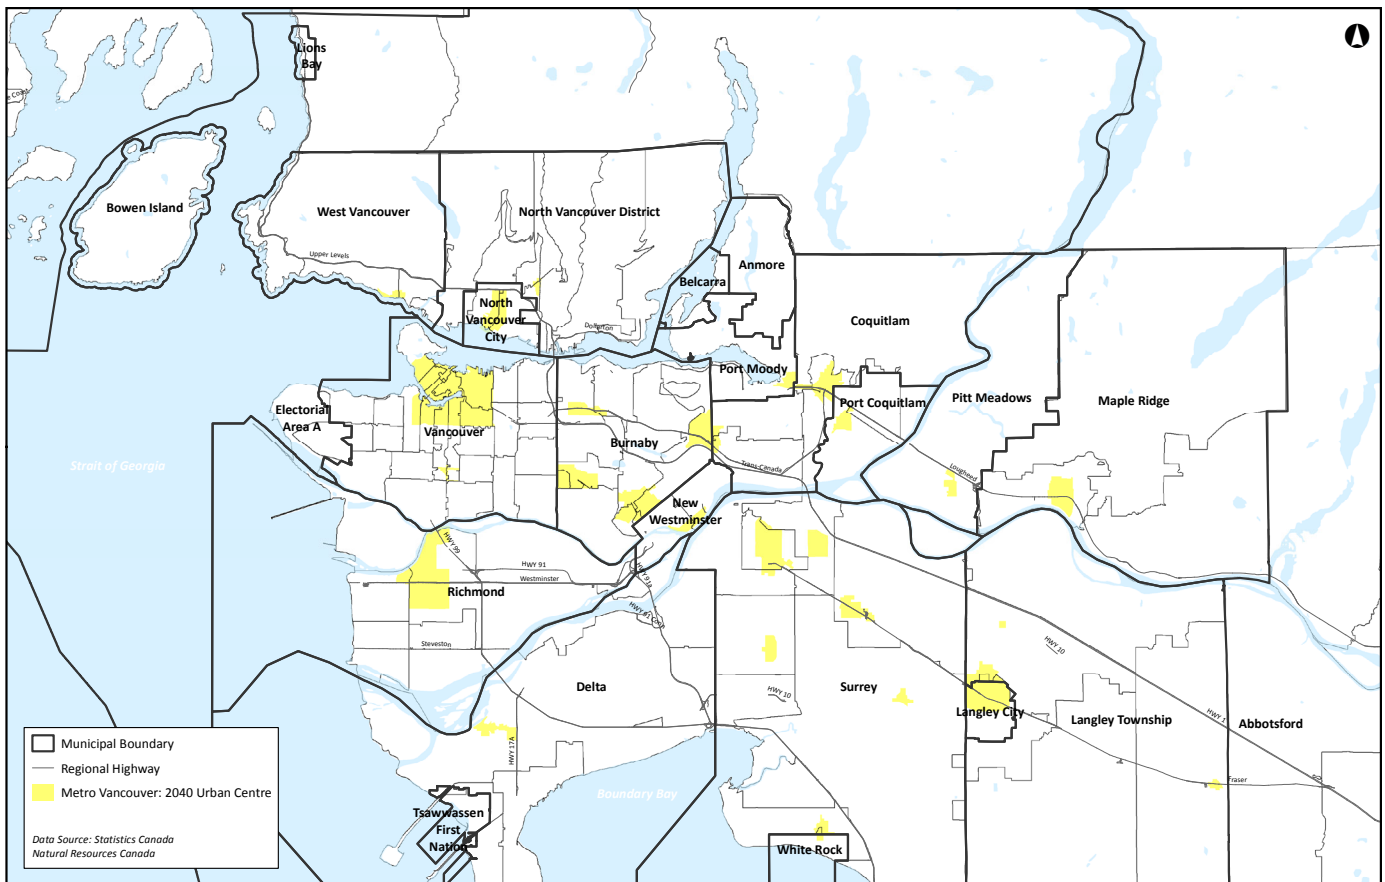 Lions
Bay
Bowen Island
West Vancouver
North Vancouver District
Upper Levels
Anmore
Belcarra
North
Vancouver
City
Dollarton
Coquitlam
Port Moody
Port Coquitlam
Pitt Meadows
Maple Ridge
Electorial
Area A
Vancouver
Burnaby
Strait of Georgia
Trans-Canada
Lougheed
New
Westminster
HWY 99
HWY 91
Westminster
HWY 91a
Richmond
HWY 91 Conn
Steveston
HWY 10
Delta
Surrey
HWY 10
Langley City
Langley Township
HWY 1
Abbotsford
HWY 17A
Fraser
Boundary Bay
Tsawwassen
First
Nation
White Rock
Municipal Boundary
Regional Highway
Metro Vancouver: 2040 Urban Centre
Data Source: Statistics Canada
Natural Resources Canada